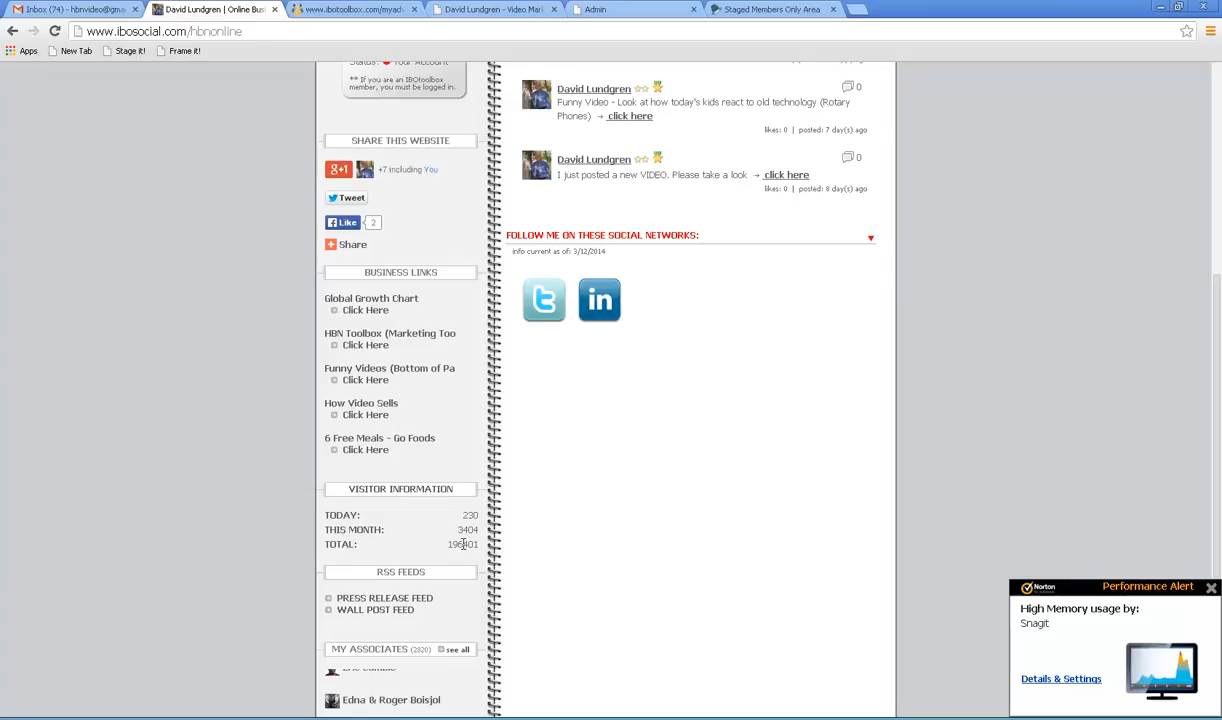 Inbox (74) - hbnvideo@gma
David Lundgren | Online Bus
www.ibotoolbox.com/myadv
David Lundgren - Video Mark
Admin
Staged Members Only Area
www.ibosocial.com/hbnonline
Apps
New Tab
Stage it!
Frame it!
Status: Your Account
** If you are an IBOtoolbox
member, you must be logged in.
SHARE THIS WEBSITE
g+1
+7 including You
Tweet
Like 2
Share
BUSINESS LINKS
Global Growth Chart
Click Here
HBN Toolbox (Marketing Too
Click Here
Funny Videos (Bottom of Pa
Click Here
How Video Sells
Click Here
6 Free Meals - Go Foods
Click Here
VISITOR INFORMATION
TODAY: 230
THIS MONTH: 3404
TOTAL: 196401
RSS FEEDS
PRESS RELEASE FEED
WALL POST FEED
MY ASSOCIATES (2820) see all
Edna & Roger Boisjol
David Lundgren
0
Funny Video - Look at how today's kids react to old technology (Rotary
Phones) → click here
likes: 0 | posted: 7 day(s) ago
David Lundgren
0
I just posted a new VIDEO. Please take a look → click here
likes: 0 | posted: 8 day(s) ago
FOLLOW ME ON THESE SOCIAL NETWORKS:
info current as of: 3/12/2014
t
in
Norton
Performance Alert
High Memory usage by:
Snagit
Details & Settings